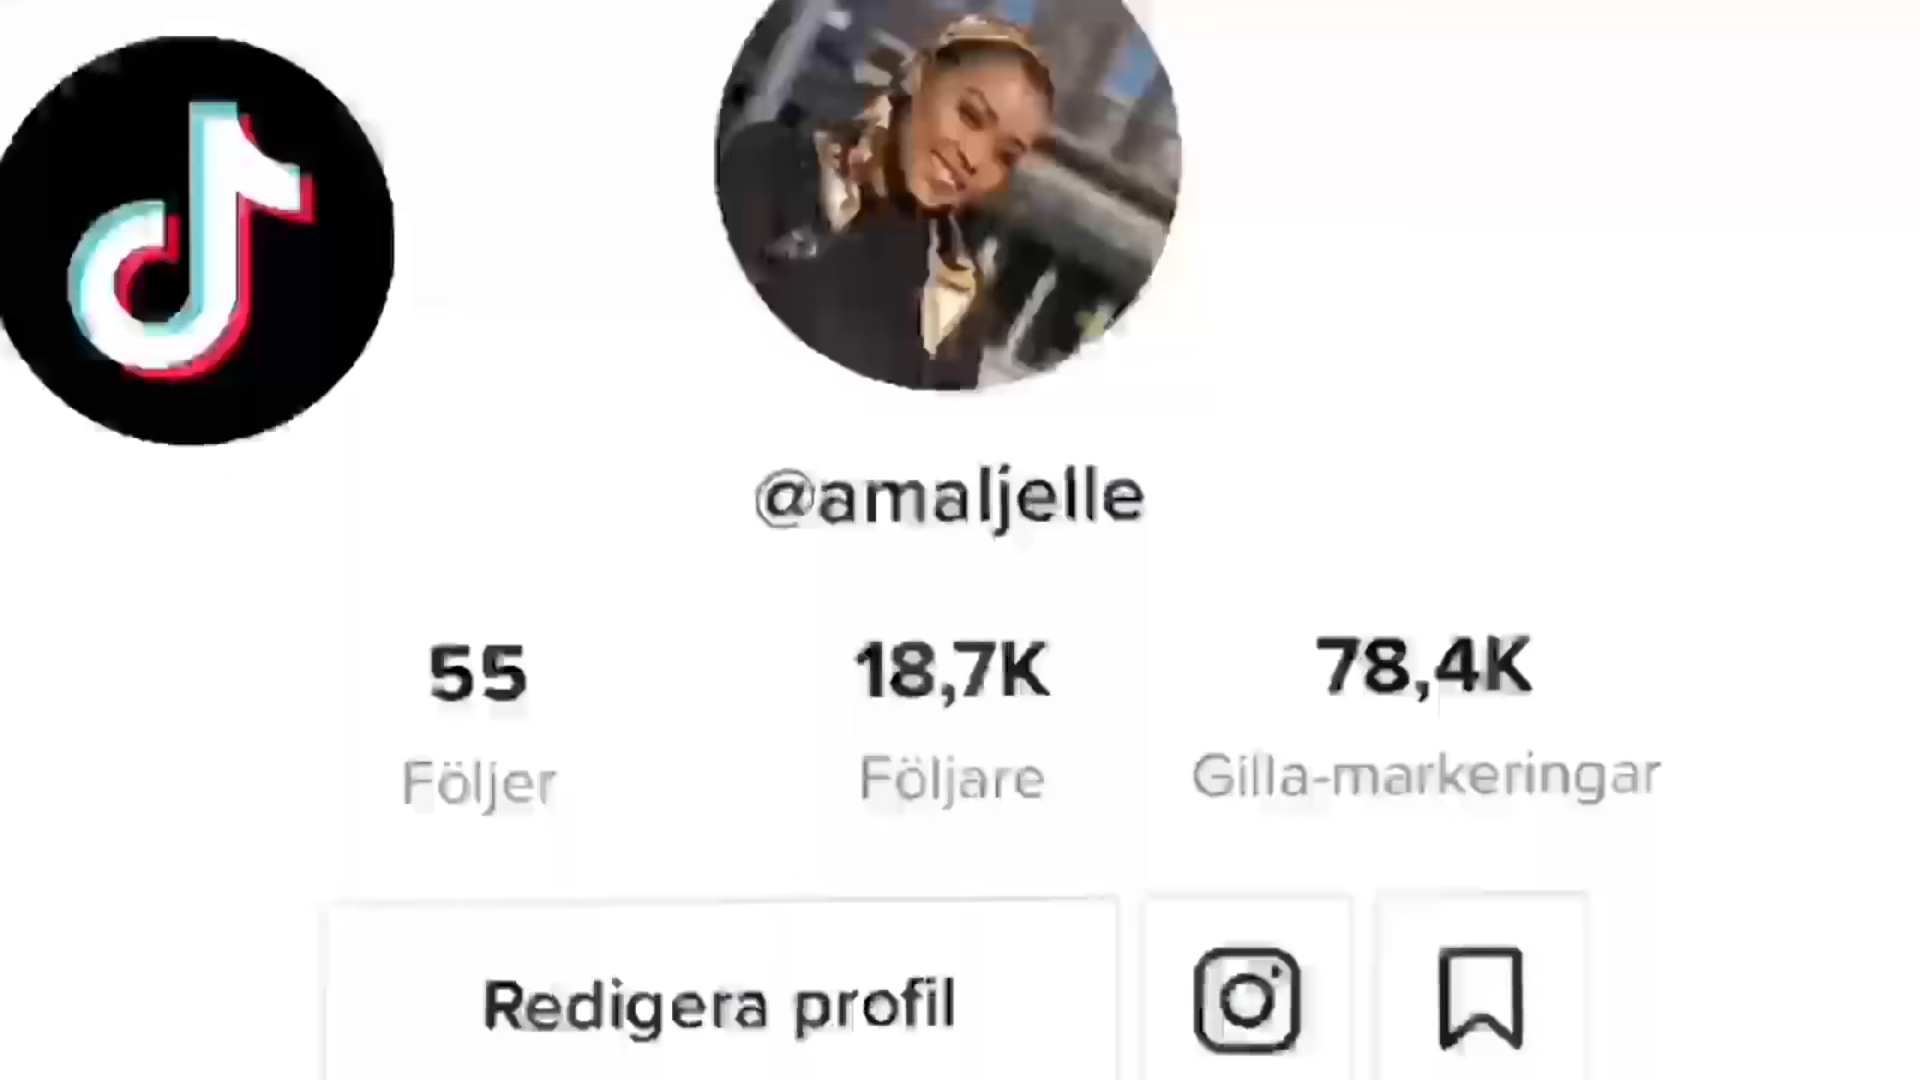 @amaljelle
55
18,7K
78,4K
Följer
Följare
Gilla-markeringar
Redigera profil